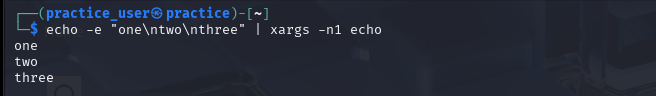 ┌──(practice_user㉿practice)-[~]
└─$ echo -e "one\ntwo\nthree" | xargs -n1 echo
one
two
three